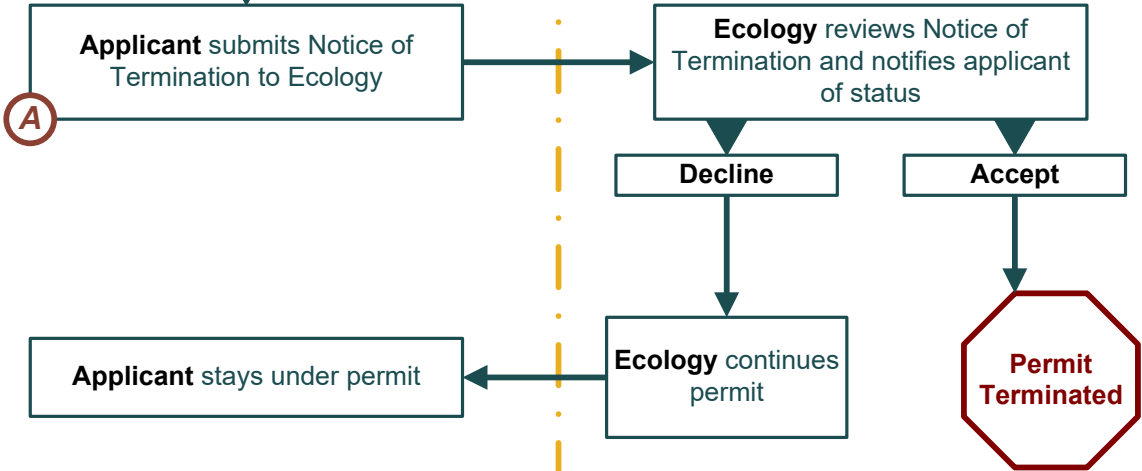 Applicant submits Notice of
Termination to Ecology
A
Ecology reviews Notice of
Termination and notifies applicant
of status
Decline
Accept
Applicant stays under permit
Ecology continues
permit
Permit
Terminated